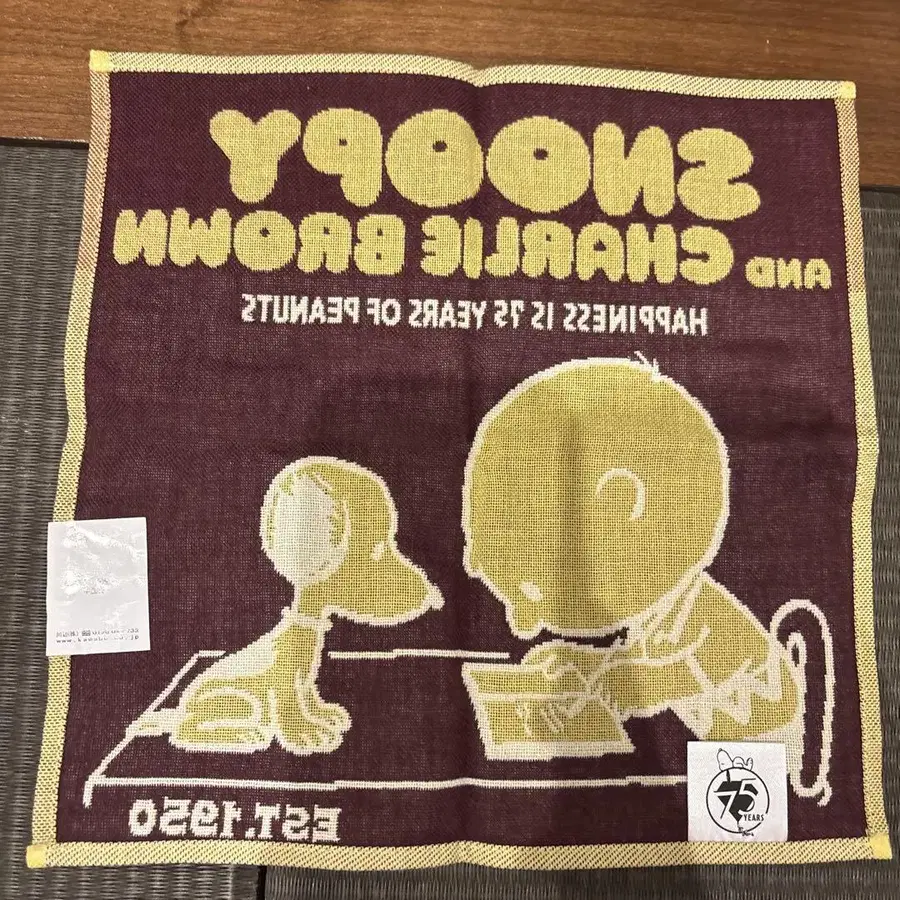 SNOOPY
AND CHARLIE BROWN
HAPPINESS IS 75 YEARS OF PEANUTS
EST.1950
75
YEARS